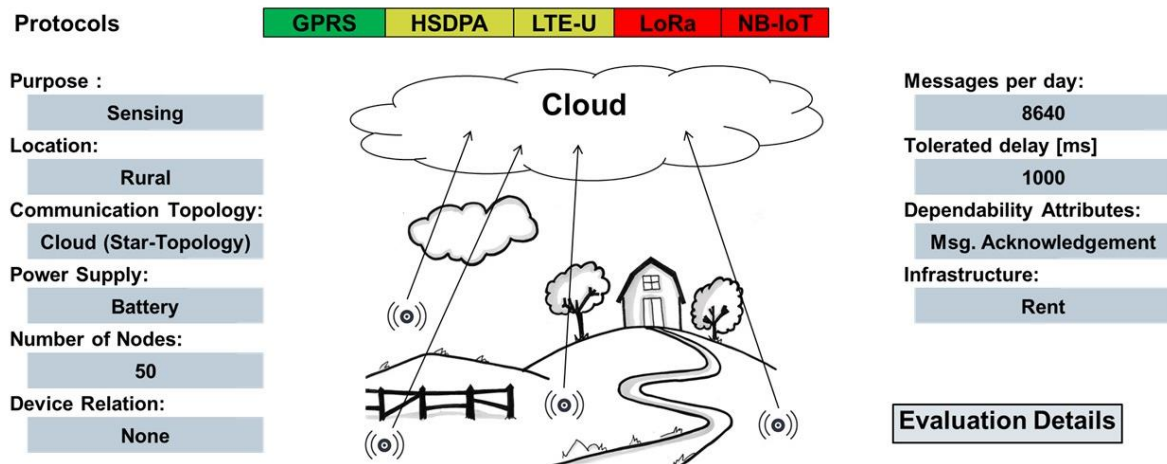 Protocols
GPRS HSDPA LTE-U LoRa NB-IoT
Purpose :
Sensing
Location:
Rural
Communication Topology:
Cloud (Star-Topology)
Power Supply:
Battery
Number of Nodes:
50
Device Relation:
None
Cloud
Messages per day:
8640
Tolerated delay [ms]
1000
Dependability Attributes:
Msg. Acknowledgement
Infrastructure:
Rent
Evaluation Details